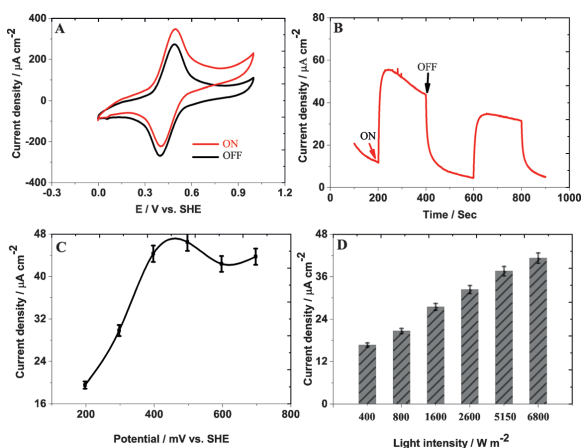 A
Current density / μA cm-2
400
200
0
-200
-400
-0.3
0.0
0.3
0.6
0.9
1.2
E / V vs. SHE
ON
OFF
B
Current density / μA cm-2
80
60
40
20
0
0
200
400
600
800
1000
Time / Sec
ON
OFF
C
Current density / μA cm-2
48
40
32
24
16
200
400
600
800
Potential / mV vs. SHE
D
Current density / μA cm-2
48
36
24
12
0
400
800
1600
2600
5150
6800
Light intensity / W m-2